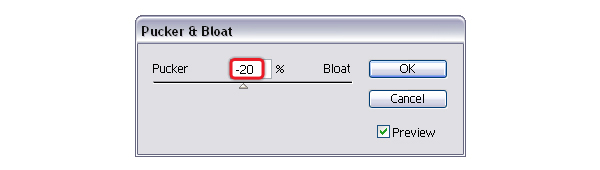 Pucker & Bloat
Pucker -20 % Bloat OK
Cancel
Preview